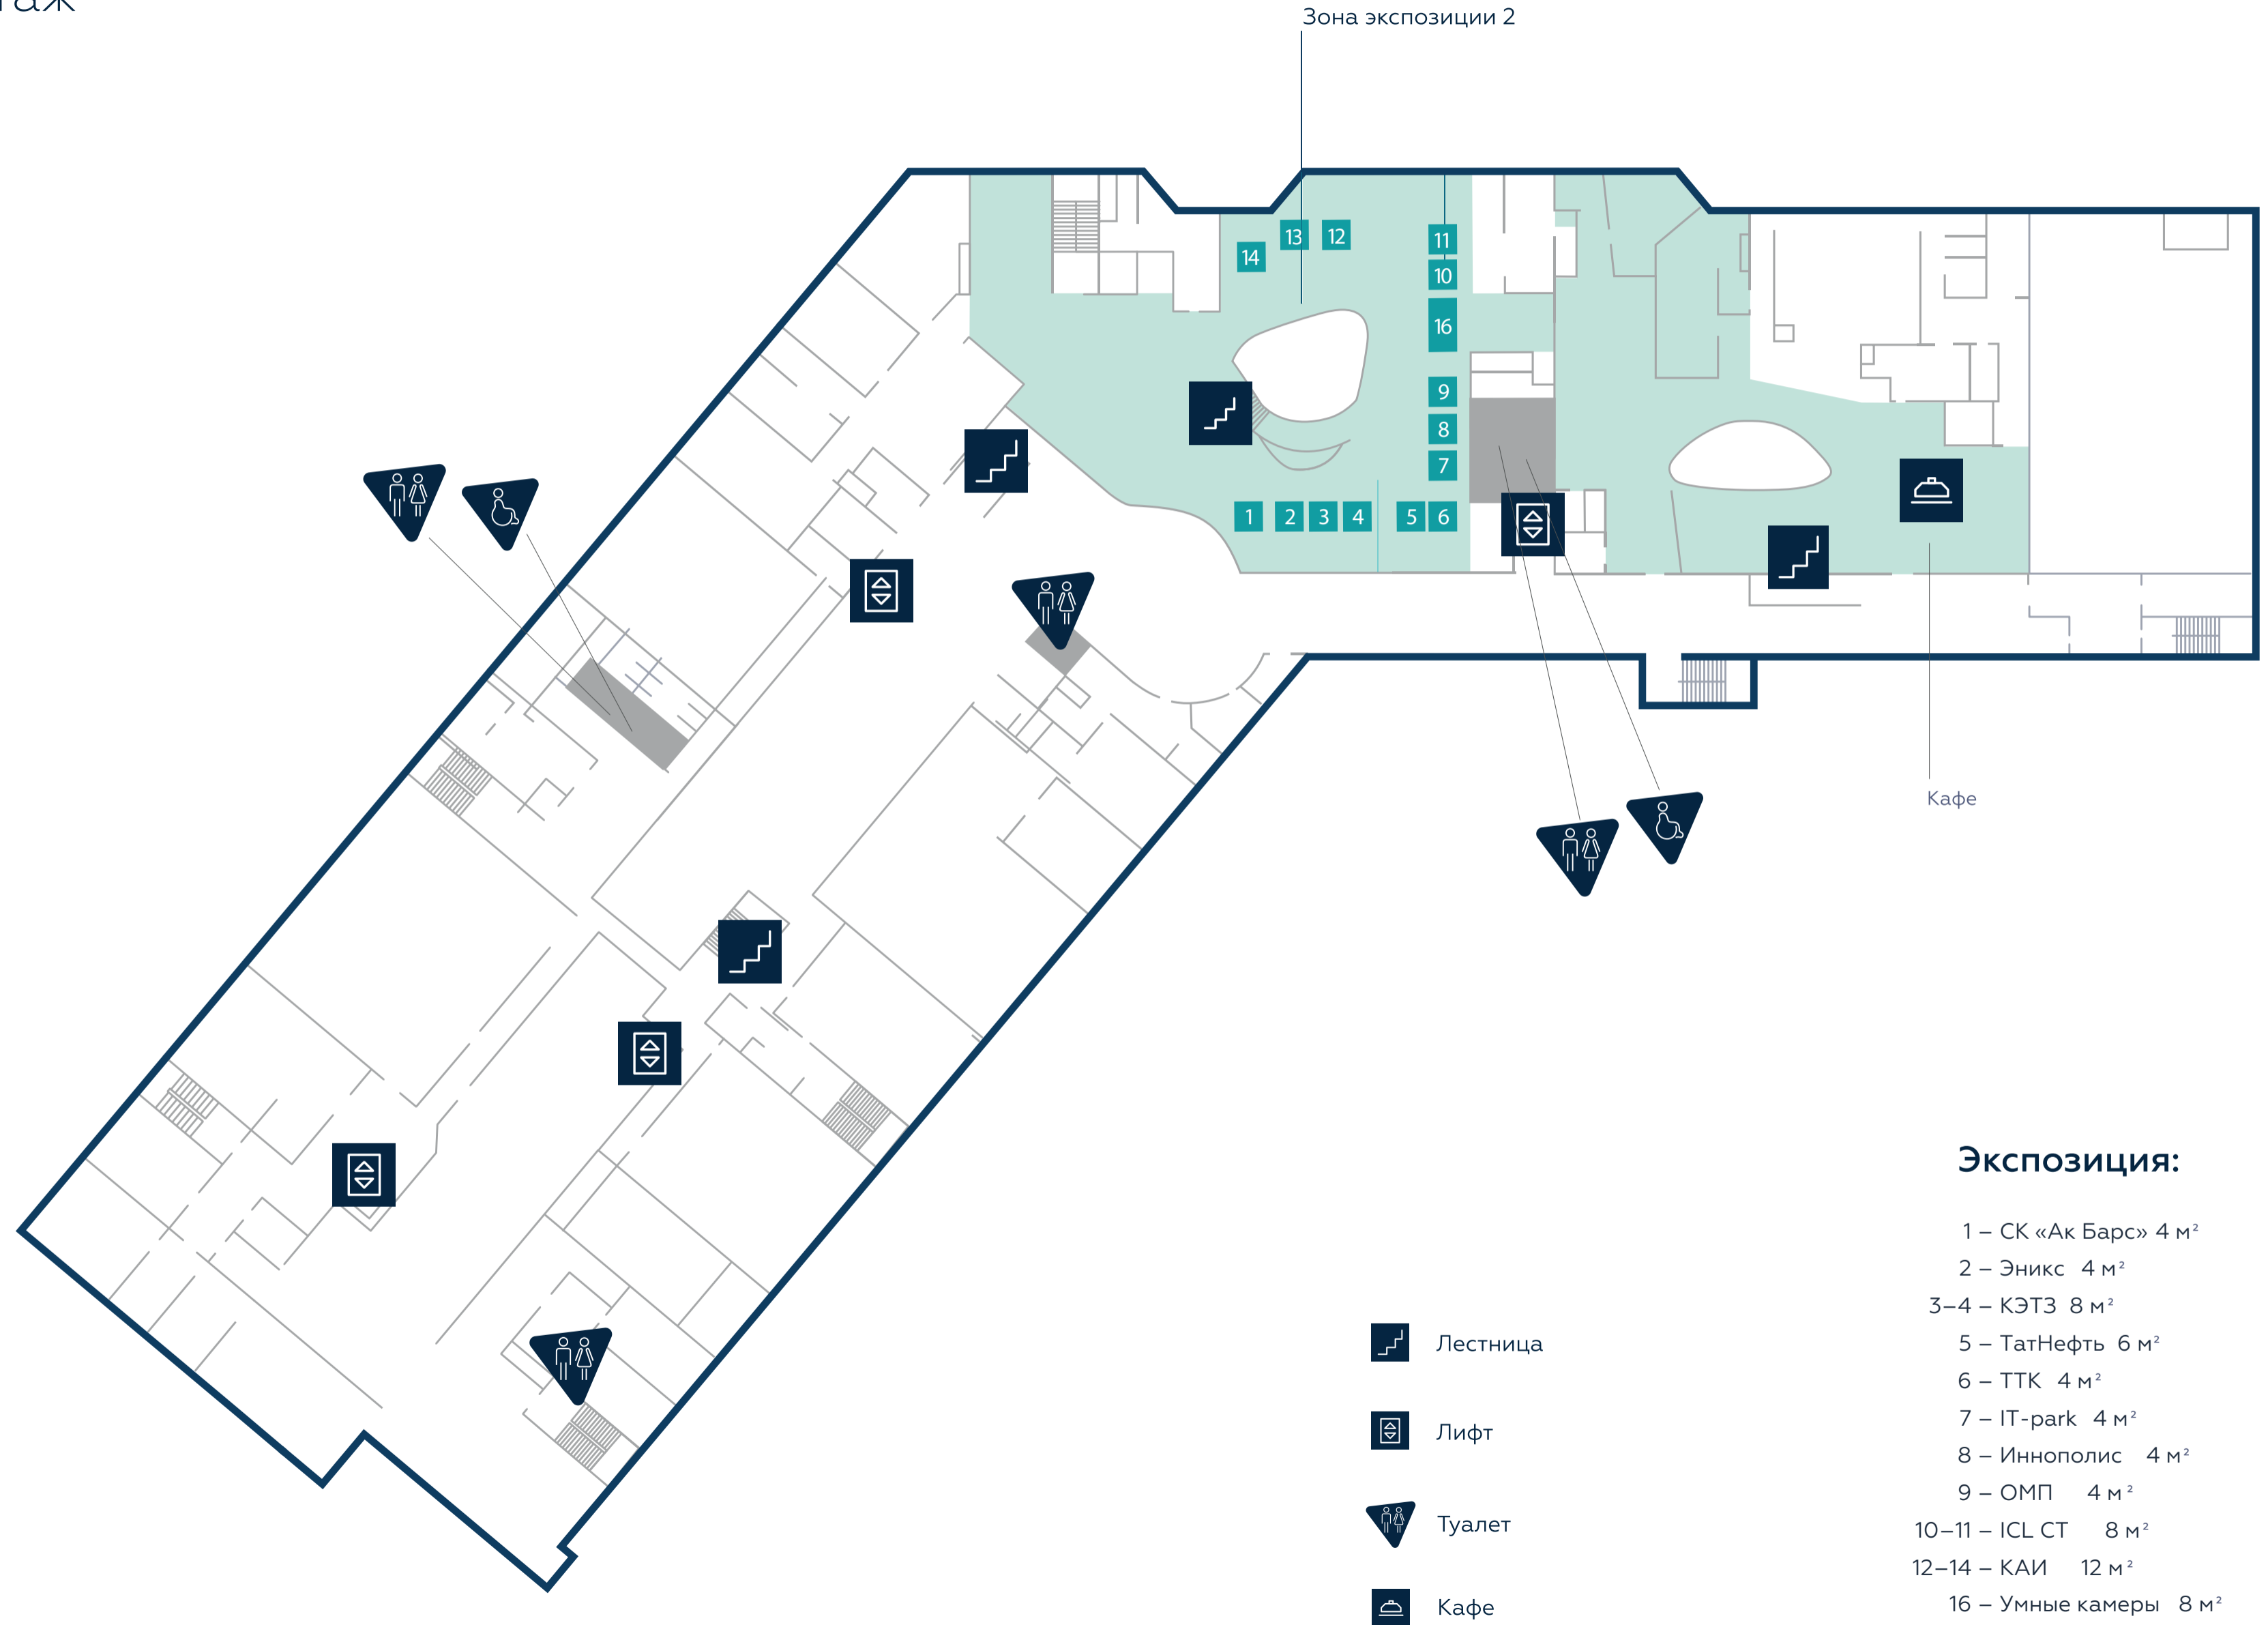 Зона экспозиции 2
14
13
12
11
10
16
9
8
7
1
2
3
4
5
6
Кафе
Экспозиция:
1 – СК «Ак Барс» 4 м²
2 – Эникс 4 м²
3–4 – КЭТЗ 8 м²
5 – ТатНефть 6 м²
6 – ТТК 4 м²
7 – IT-park 4 м²
8 – Иннополис 4 м²
9 – ОМП 4 м²
10–11 – ICL СТ 8 м²
12–14 – КАИ 12 м²
16 – Умные камеры 8 м²
Лестница
Лифт
Туалет
Кафе